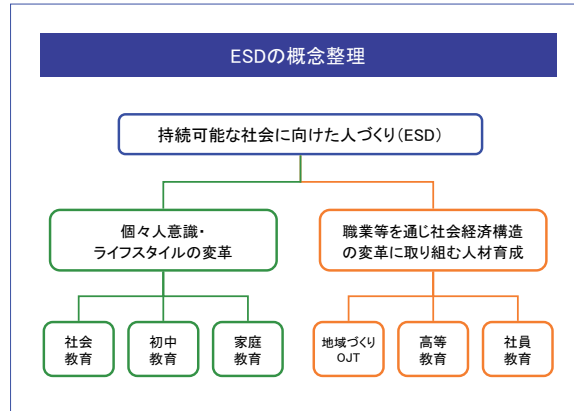 ESDの概念整理
持続可能な社会に向けた人づくり(ESD)
個々人意識・
ライフスタイルの変革
職業等を通じ社会経済構造
の変革に取り組む人材育成
社会
教育
初中
教育
家庭
教育
地域づくり
OJT
高等
教育
社員
教育